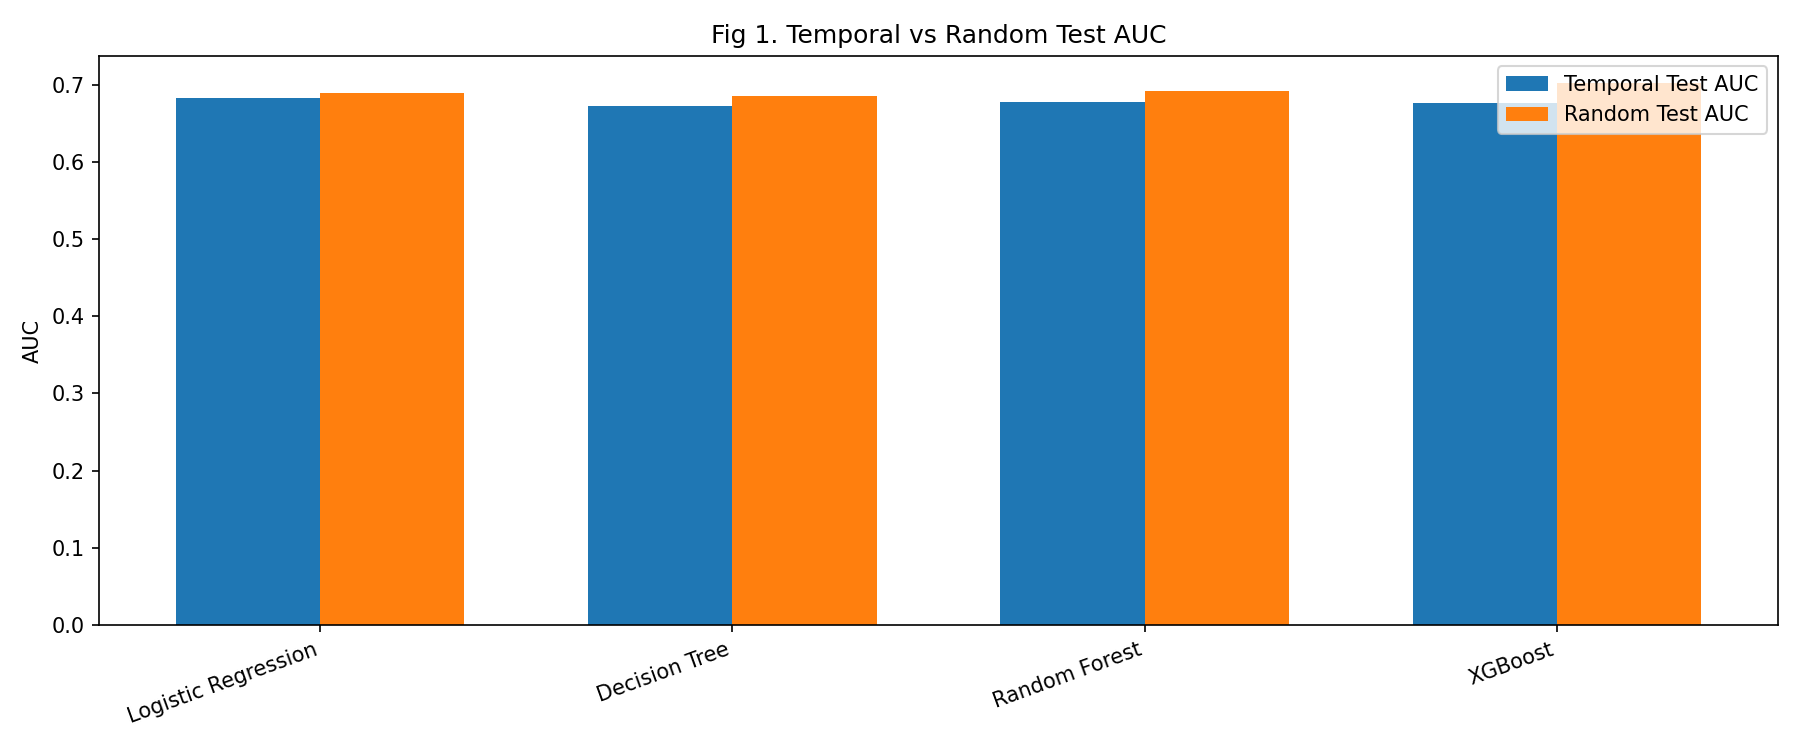 Fig 1. Temporal vs Random Test AUC
Temporal Test AUC
Random Test AUC
AUC
0.7
0.6
0.5
0.4
0.3
0.2
0.1
0.0
Logistic Regression
Decision Tree
Random Forest
XGBoost